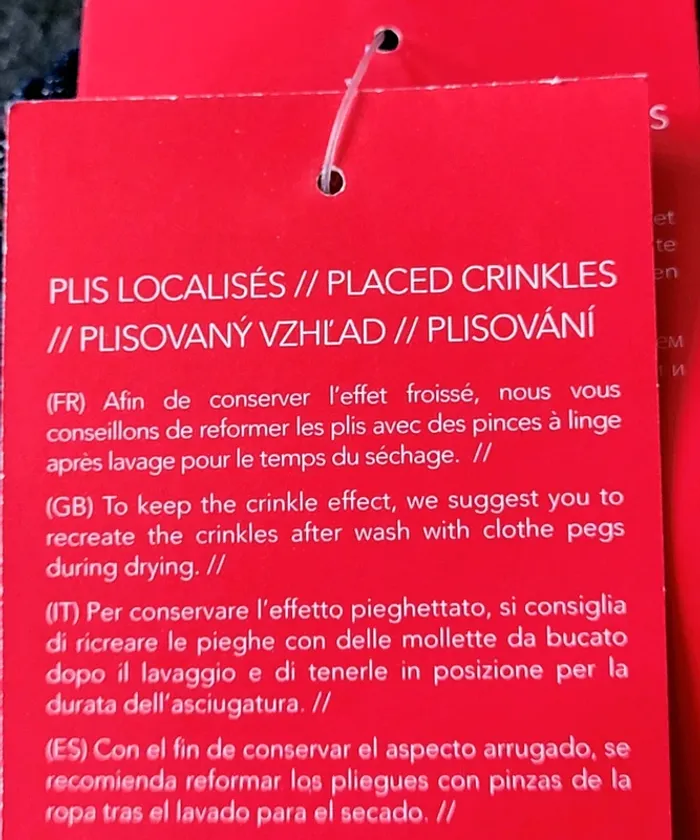 PLIS LOCALISÉS // PLACED CRINKLES
// PLISOVANÝ VZHĽAD // PLISOVÁNÍ
(FR) Afin de conserver l'effet froissé, nous vous
conseillons de reformer les plis avec des pinces à linge
après lavage pour le temps du séchage. //
(GB) To keep the crinkle effect, we suggest you to
recreate the crinkles after wash with clothe pegs
during drying. //
(IT) Per conservare l'effetto pieghettato, si consiglia
di ricreare le pieghe con delle mollette da bucato
dopo il lavaggio e di tenerle in posizione per la
durata dell'asciugatura. //
(ES) Con el fin de conservar el aspecto arrugado, se
recomienda reformar los pliegues con pinzas de la
ropa tras el lavado para el secado. //